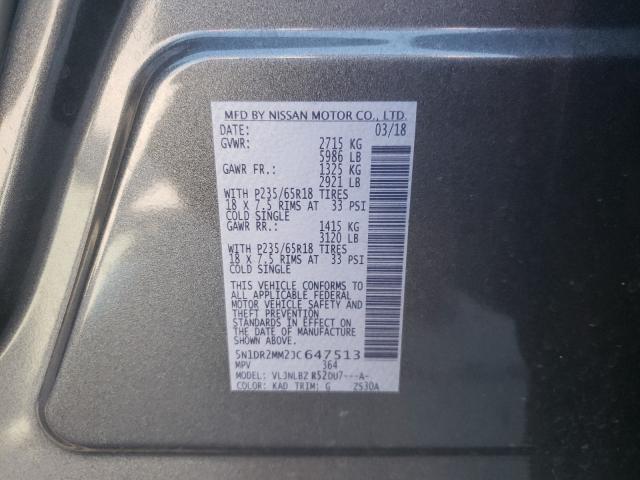 MFD BY NISSAN MOTOR CO., LTD.
DATE: 03/18
GVWR: 2715 KG
5986 LB
GAWR FR.: 1325 KG
2921 LB
WITH P235/65R18 TIRES
18 X 7.5 RIMS AT 33 PSI
COLD SINGLE
GAWR RR.: 1415 KG
3120 LB
WITH P235/65R18 TIRES
18 X 7.5 RIMS AT 33 PSI
COLD SINGLE
THIS VEHICLE CONFORMS TO
ALL APPLICABLE FEDERAL
MOTOR VEHICLE SAFETY AND
THEFT PREVENTION
STANDARDS IN EFFECT ON
THE DATE OF MANUFACTURE
SHOWN ABOVE.
5N1DR2MM2JC647513
MPV 364
MODEL: VLJNLBZ R52DU7---A-
COLOR: KAD TRIM: G Z530A